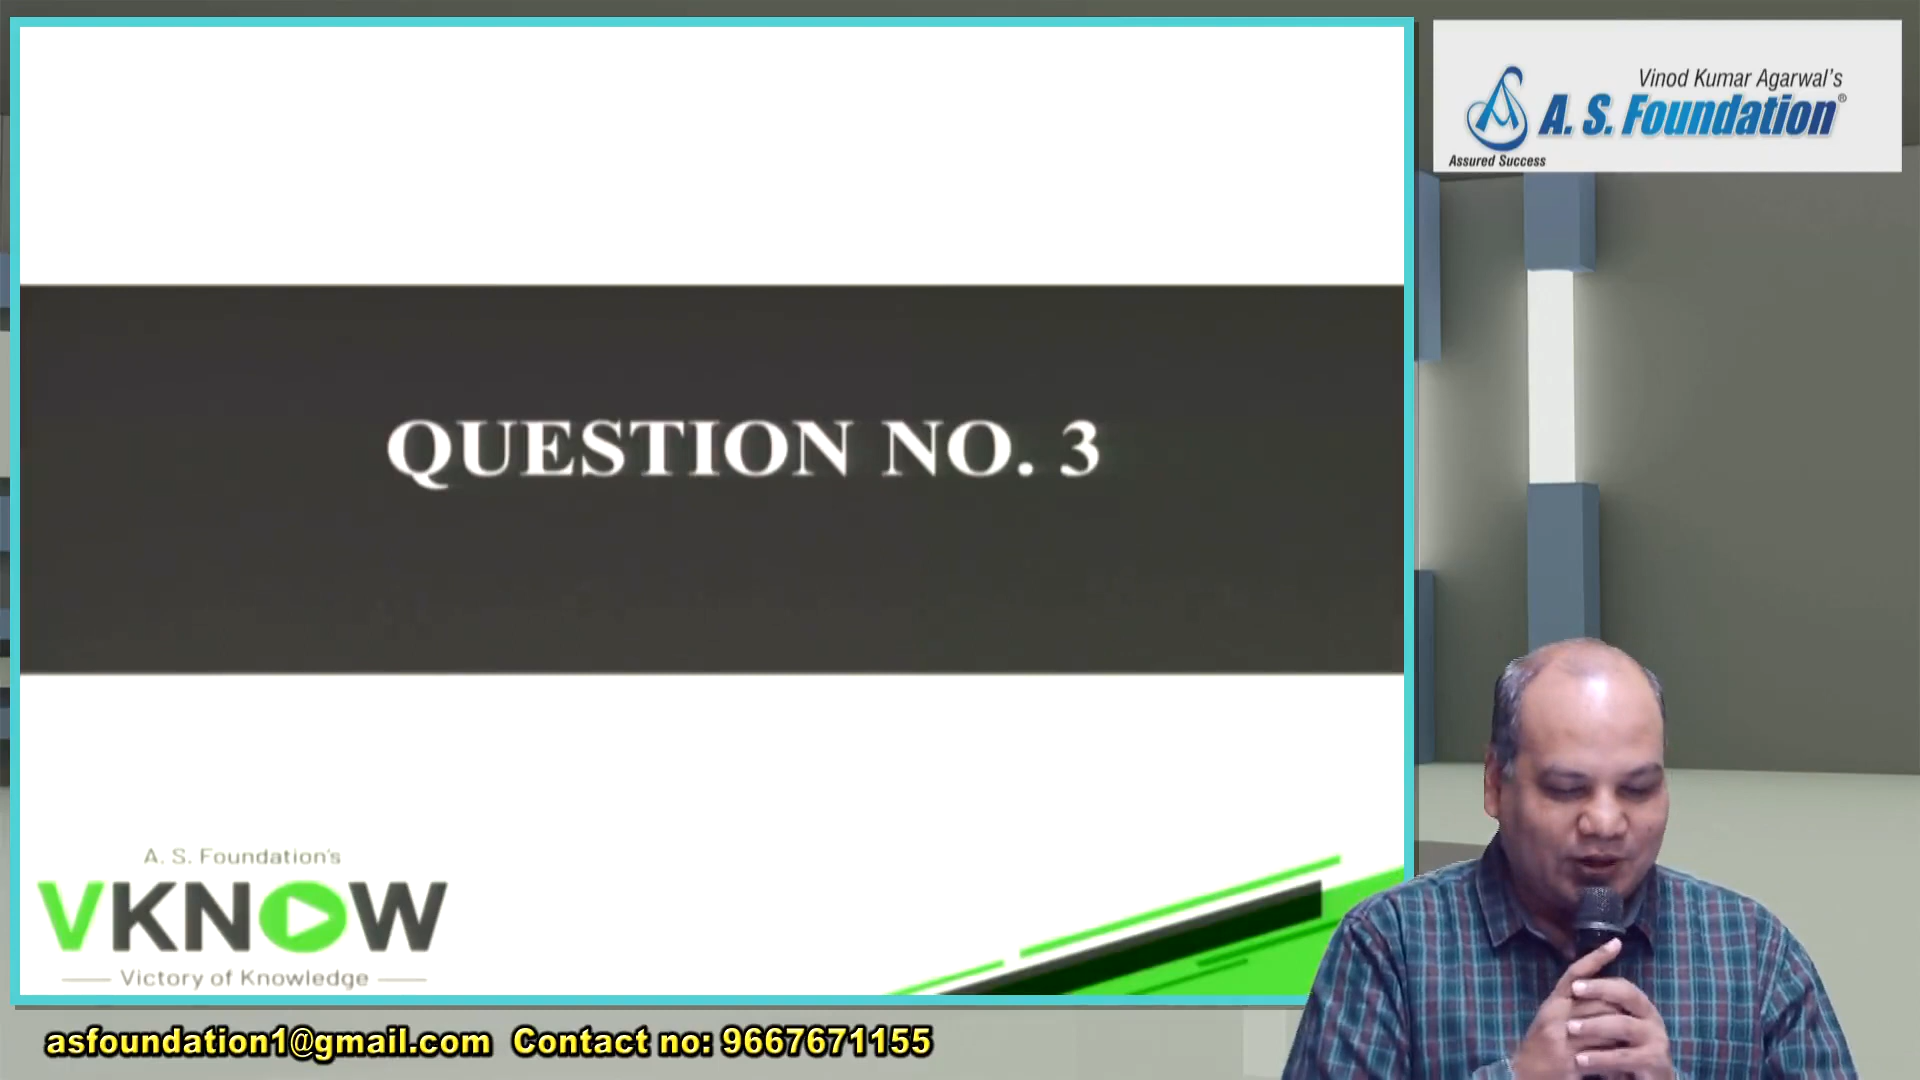 Vinod Kumar Agarwal's
A. S. Foundation®
Assured Success
QUESTION NO. 3
A. S. Foundation's
VKNOW
Victory of Knowledge
asfoundation1@gmail.com Contact no: 9667671155